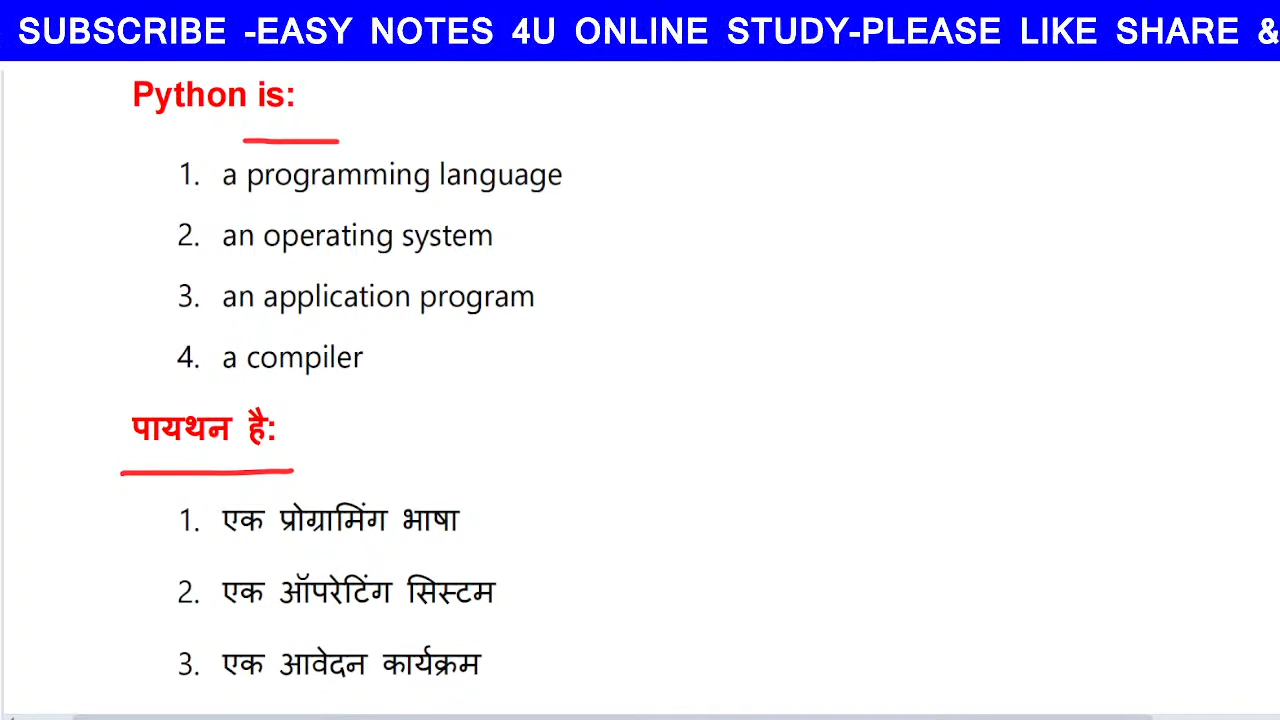 SUBSCRIBE -EASY NOTES 4U ONLINE STUDY-PLEASE LIKE SHARE &
Python is:
1. a programming language
2. an operating system
3. an application program
4. a compiler
पायथन है:
1. एक प्रोग्रामिंग भाषा
2. एक ऑपरेटिंग सिस्टम
3. एक आवेदन कार्यक्रम